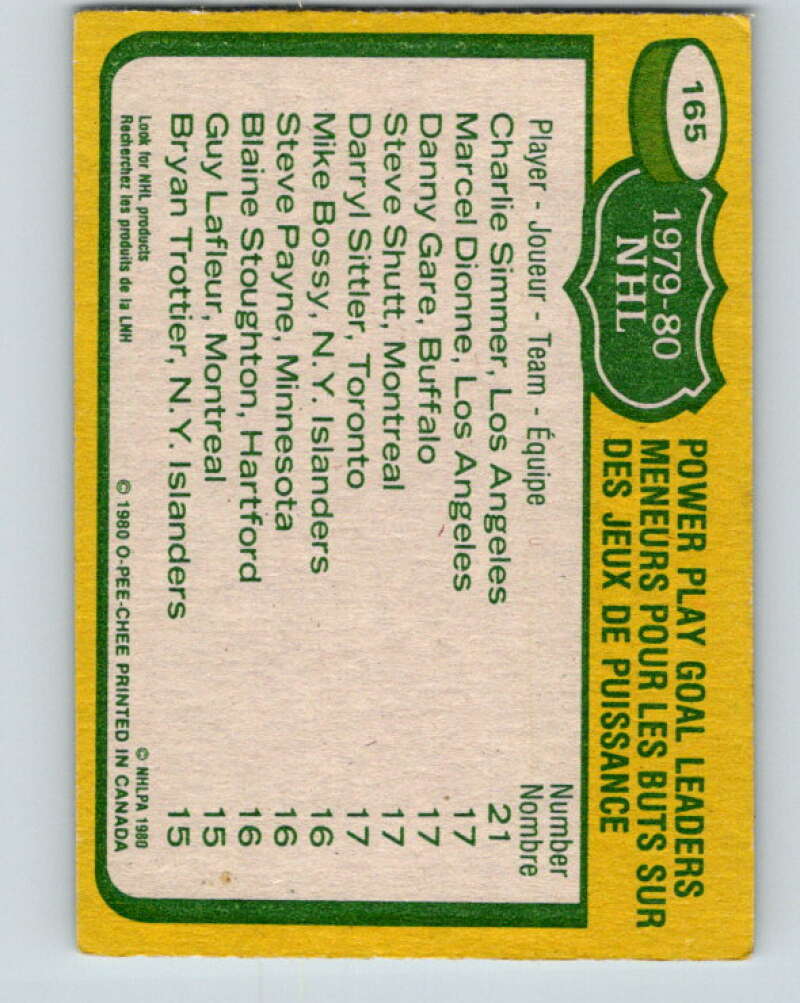 165
1979-80
NHL
POWER PLAY GOAL LEADERS
MENEURS POUR LES BUTS SUR
DES JEUX DE PUISSANCE
Number
Player - Joueur - Team - Équipe Nombre
Charlie Simmer, Los Angeles 21
Marcel Dionne, Los Angeles 17
Danny Gare, Buffalo 17
Steve Shutt, Montreal 17
Darryl Sittler, Toronto 17
Mike Bossy, N.Y. Islanders 16
Steve Payne, Minnesota 16
Blaine Stoughton, Hartford 16
Guy Lafleur, Montreal 15
Bryan Trottier, N.Y. Islanders 15
Look for NHL products © NHLPA 1980
Recherchez les produits de la LNH © 1980 O-PEE-CHEE PRINTED IN CANADA